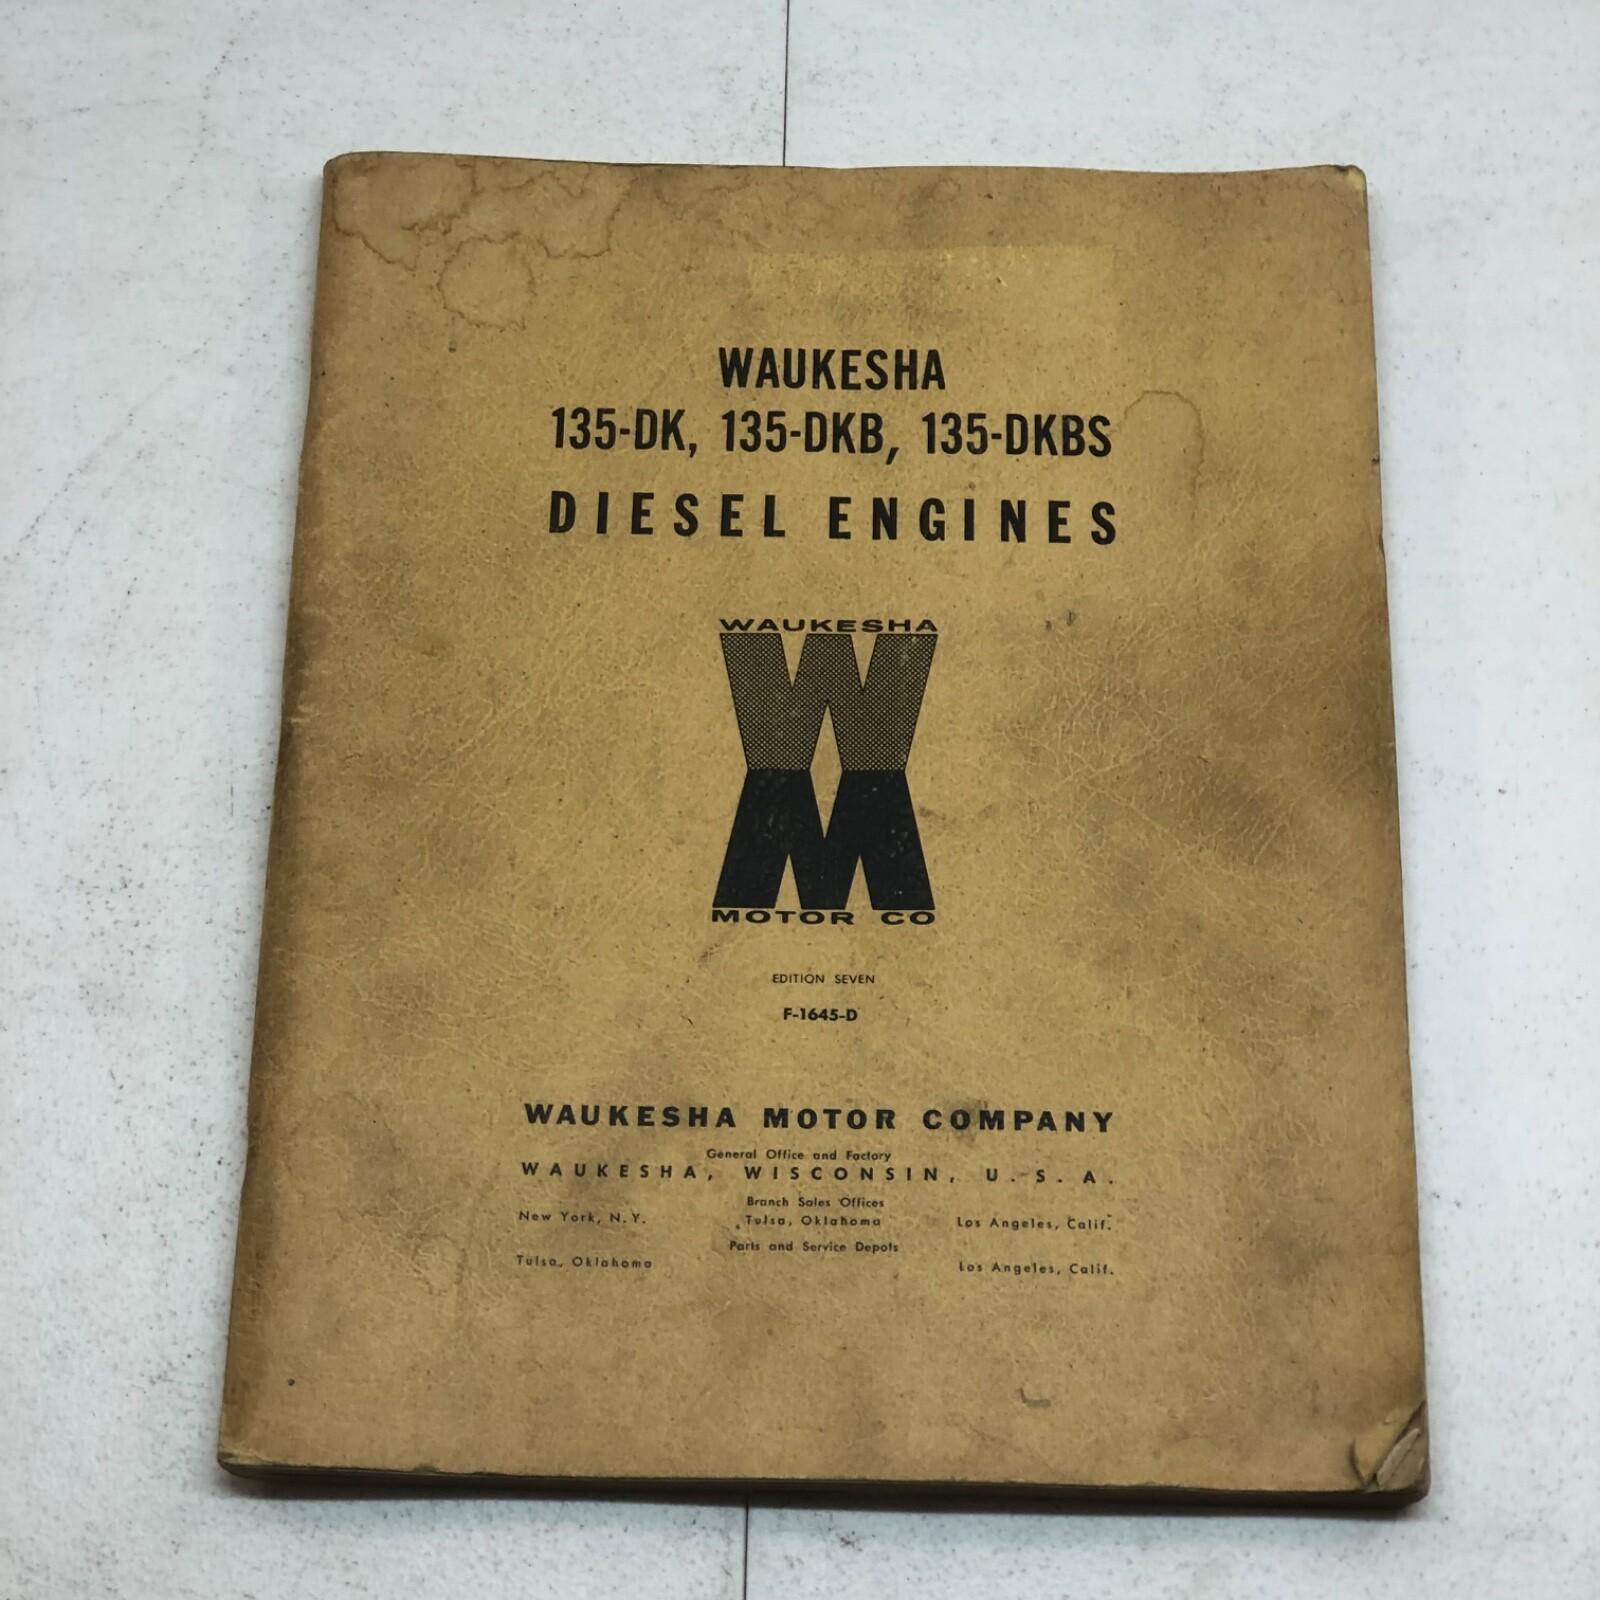 WAUKESHA
135-DK, 135-DKB, 135-DKBS
DIESEL ENGINES
WAUKESHA
WM
MOTOR CO
EDITION SEVEN
F-1645-D
WAUKESHA MOTOR COMPANY
General Office and Factory
WAUKESHA, WISCONSIN, U. S. A.
Branch Sales Offices
New York, N. Y. Tulsa, Oklahoma Los Angeles, Calif.
Parts and Service Depots
Tulsa, Oklahoma Los Angeles, Calif.